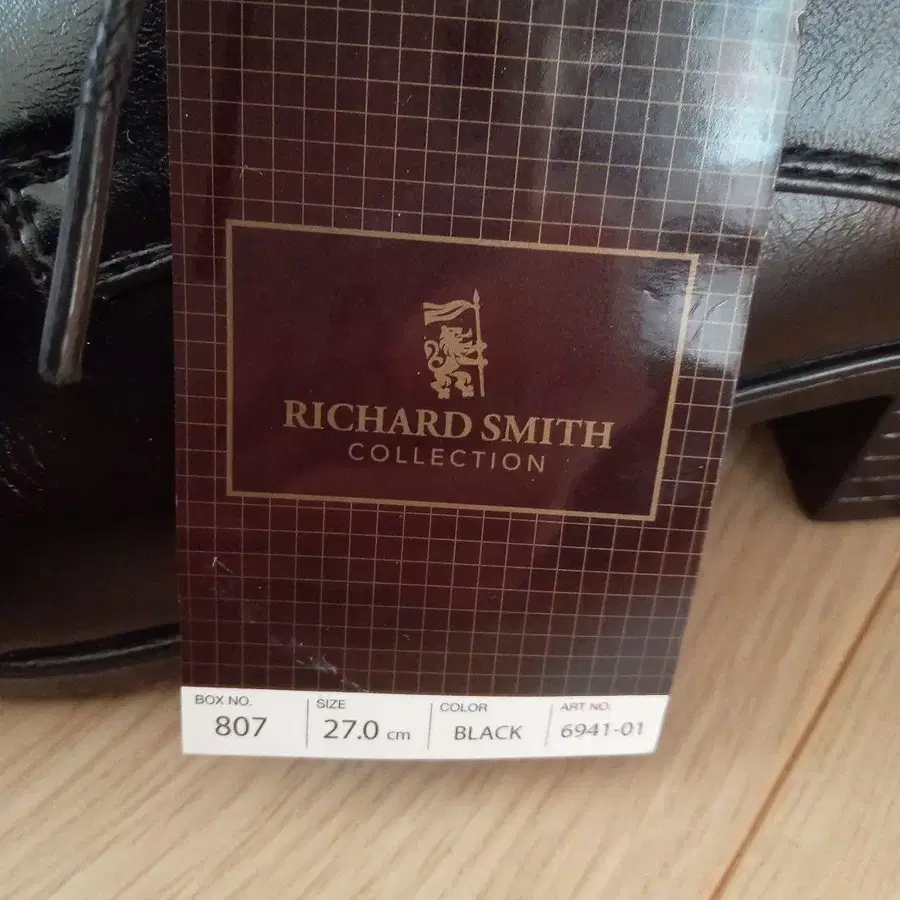 RICHARD SMITH
COLLECTION
BOX NO. SIZE COLOR ART NO.
807 27.0 cm BLACK 6941-01